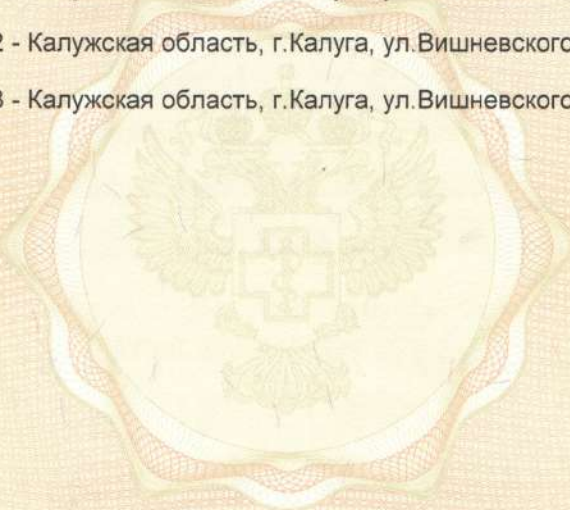 2 - Калужская область, г.Калуга, ул.Вишневского
3 - Калужская область, г.Калуга, ул.Вишневского